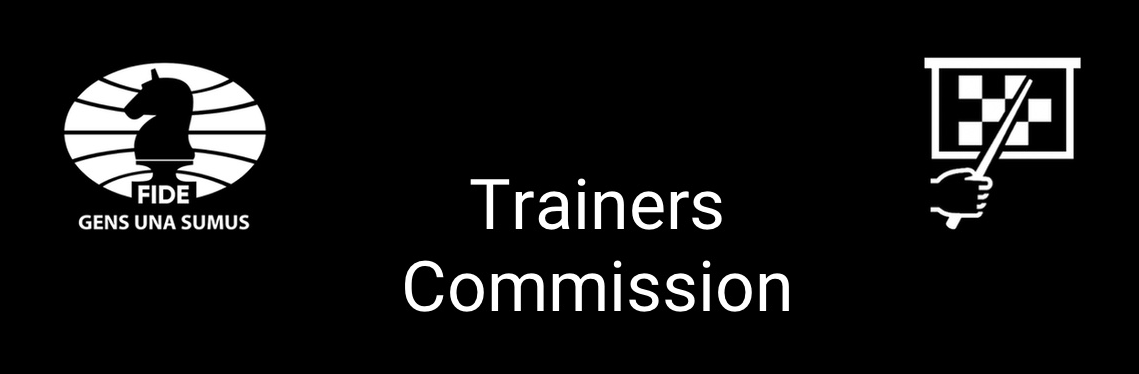 FIDE
GENS UNA SUMUS
Trainers
Commission